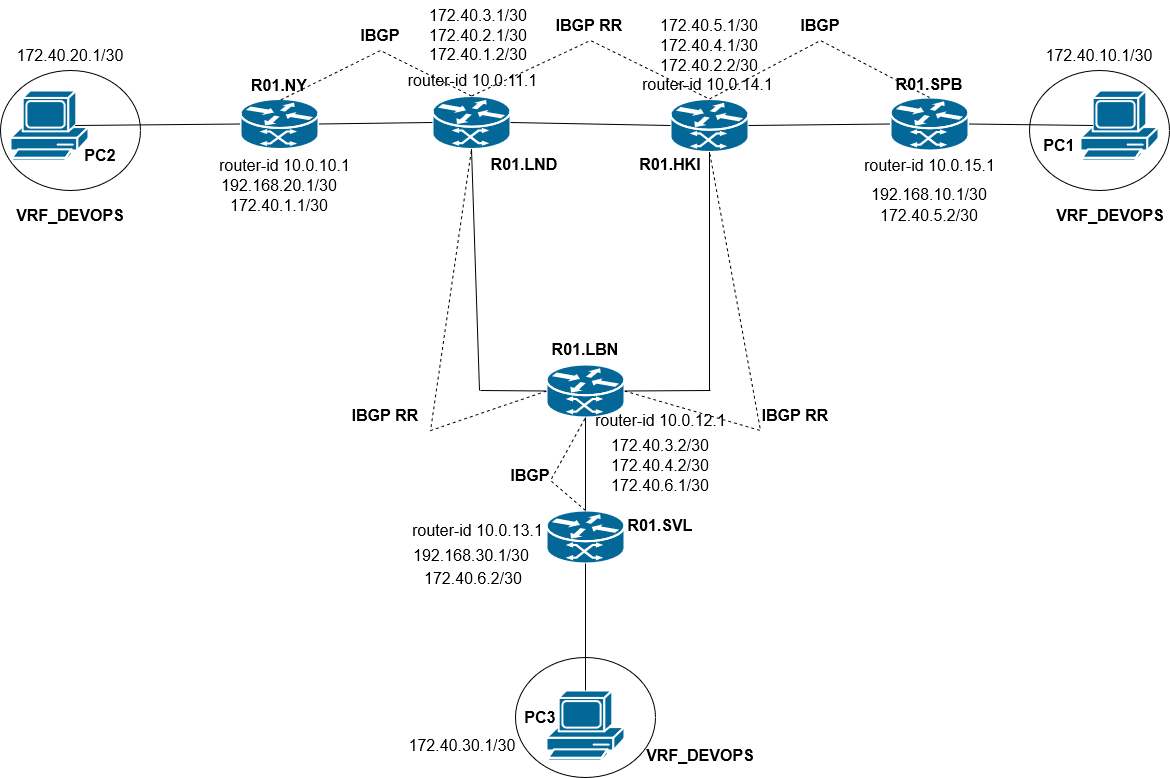 172.40.3.1/30
172.40.2.1/30
172.40.1.2/30
router-id 10.0.11.1
IBGP
IBGP RR
172.40.5.1/30
172.40.4.1/30
172.40.2.2/30
router-id 10.0.14.1
IBGP
172.40.20.1/30
172.40.10.1/30
R01.NY
R01.SPB
PC2
PC1
R01.LND
R01.HKI
router-id 10.0.10.1
192.168.20.1/30
172.40.1.1/30
router-id 10.0.15.1
192.168.10.1/30
172.40.5.2/30
VRF_DEVOPS
VRF_DEVOPS
R01.LBN
IBGP RR
IBGP RR
router-id 10.0.12.1
172.40.3.2/30
172.40.4.2/30
172.40.6.1/30
IBGP
R01.SVL
router-id 10.0.13.1
192.168.30.1/30
172.40.6.2/30
PC3
172.40.30.1/30
VRF_DEVOPS